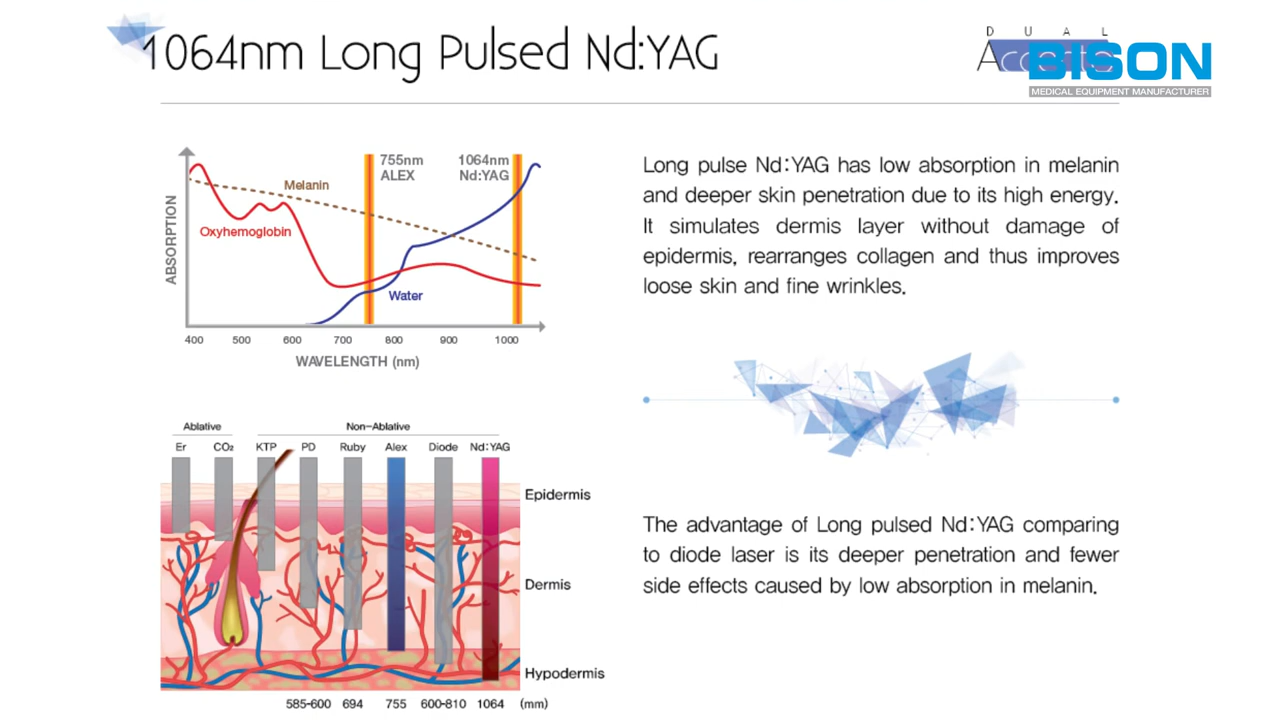 1064nm Long Pulsed Nd:YAG
DUAL
BISON
MEDICAL EQUIPMENT MANUFACTURER
755nm
ALEX
1064nm
Nd:YAG
Melanin
Oxyhemoglobin
Water
ABSORPTION
400 500 600 700 800 900 1000
WAVELENGTH (nm)
Long pulse Nd:YAG has low absorption in melanin
and deeper skin penetration due to its high energy.
It simulates dermis layer without damage of
epidermis, rearranges collagen and thus improves
loose skin and fine wrinkles.
Ablative Non-Ablative
Er CO₂ KTP PD Ruby Alex Diode Nd:YAG
Epidermis
Dermis
Hypodermis
585-600 694 755 600-810 1064 (mm)
The advantage of Long pulsed Nd:YAG comparing
to diode laser is its deeper penetration and fewer
side effects caused by low absorption in melanin.